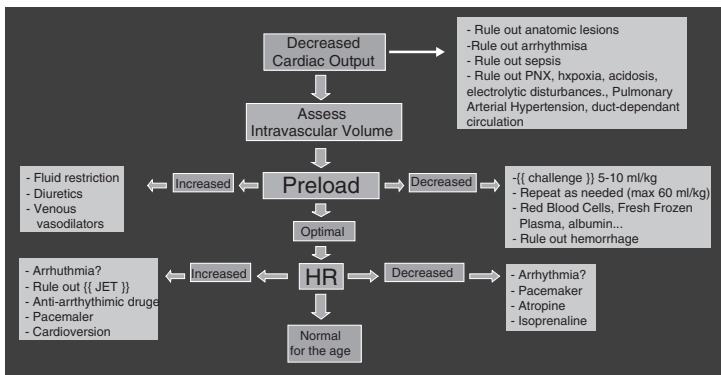 Decreased
Cardiac Output
- Rule out anatomic lesions
-Rule out arrhythmisa
- Rule out sepsis
- Rule out PNX, hxpoxia, acidosis,
electrolytic disturbances., Pulmonary
Arterial Hypertension, duct-dependant
circulation
Assess
Intravascular Volume
- Fluid restriction
- Diuretics
- Venous
vasodilators
Increased
Preload
Decreased
-{{ challenge }} 5-10 ml/kg
- Repeat as needed (max 60 ml/kg)
- Red Blood Cells, Fresh Frozen
Plasma, albumin...
- Rule out hemorrhage
Optimal
- Arrhuthmia?
- Rule out {{ JET }}
- Anti-arrthythimic druge
- Pacemaler
- Cardioversion
Increased
HR
Decreased
- Arrhythmia?
- Pacemaker
- Atropine
- Isoprenaline
Normal
for the age